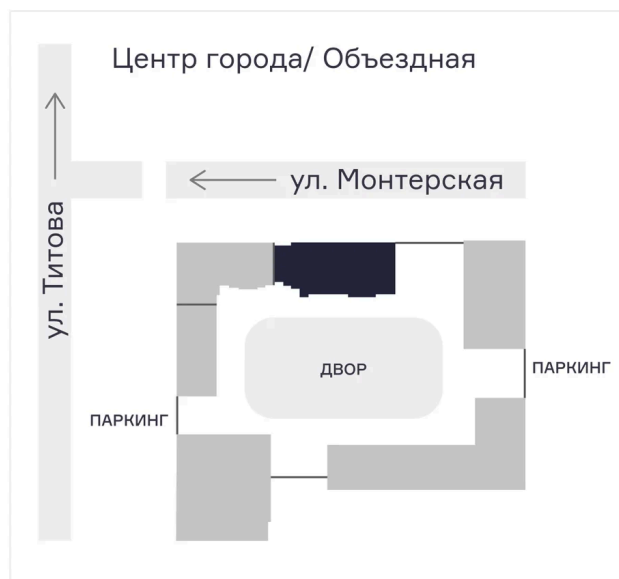 Центр города/ Объездная
ул. Монтерская
ул. Титова
ДВОР
ПАРКИНГ
ПАРКИНГ